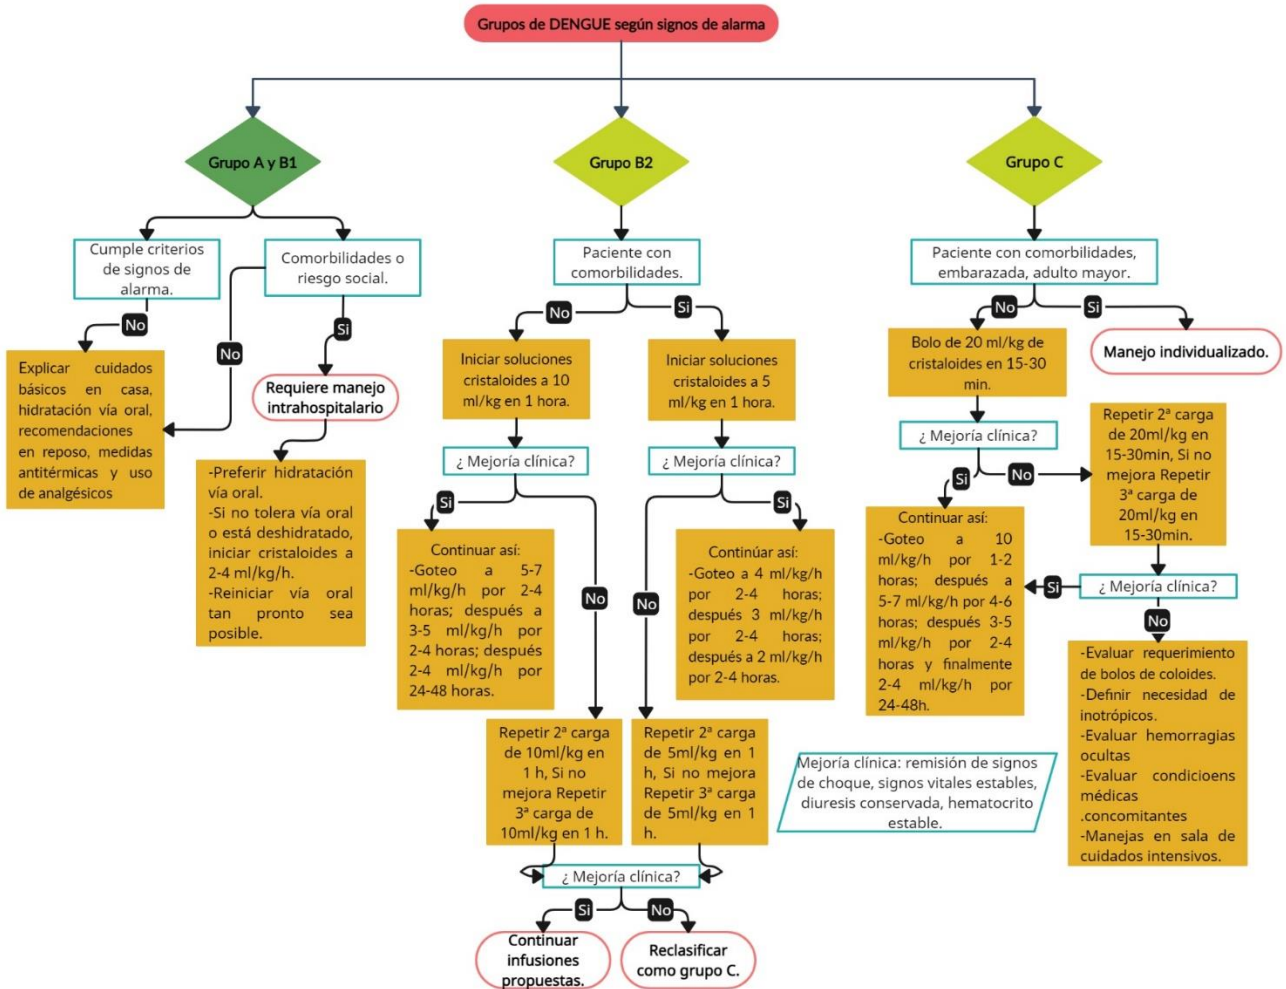 Grupos de DENGUE según signos de alarma
Grupo A y B1
Grupo B2
Grupo C
Cumple criterios
de signos de
alarma.
Comorbilidades o
riesgo social.
Paciente con
comorbilidades.
Paciente con comorbilidades,
embarazada, adulto mayor.
No
Si
No
No
Si
No
Si
Explicar cuidados
básicos en casa,
hidratación vía oral,
recomendaciones
en reposo, medidas
antitérmicas y uso
de analgésicos
Requiere manejo
intrahospitalario
-Preferir hidratación
vía oral.
-Si no tolera vía oral
o está deshidratado,
iniciar cristaloides a
2-4 ml/kg/h.
-Reiniciar vía oral
tan pronto sea
posible.
Iniciar soluciones
cristaloides a 10
ml/kg en 1 hora.
Iniciar soluciones
cristaloides a 5
ml/kg en 1 hora.
Bolo de 20 ml/kg de
cristaloides en 15-30
min.
Manejo individualizado.
¿ Mejoría clínica?
¿ Mejoría clínica?
¿ Mejoría clínica?
Si
No
No
Si
Si
No
Continuar así:
-Goteo a 5-7
ml/kg/h por 2-4
horas; después a
3-5 ml/kg/h por
2-4 horas; después
2-4 ml/kg/h por
24-48 horas.
Continúar así:
-Goteo a 4 ml/kg/h
por 2-4 horas;
después 3 ml/kg/h
por 2-4 horas;
después a 2 ml/kg/h
por 2-4 horas.
Continuar así:
-Goteo a 10
ml/kg/h por 1-2
horas; después a
5-7 ml/kg/h por 4-6
horas; después 3-5
ml/kg/h por 2-4
horas y finalmente
2-4 ml/kg/h por
24-48h.
Repetir 2ª carga
de 20ml/kg en
15-30min, Si no
mejora Repetir
3ª carga de
20ml/kg en
15-30min.
¿ Mejoría clínica?
Si
No
Repetir 2ª carga
de 10ml/kg en
1 h, Si no
mejora Repetir
3ª carga de
10ml/kg en 1 h.
Repetir 2ª carga
de 5ml/kg en 1
h, Si no mejora
Repetir 3ª carga
de 5ml/kg en 1
h.
Mejoría clínica: remisión de signos
de choque, signos vitales estables,
diuresis conservada, hematocrito
estable.
-Evaluar requerimiento
de bolos de coloides.
-Definir necesidad de
inotrópicos.
-Evaluar hemorragias
ocultas
-Evaluar condicioens
médicas
.concomitantes
-Manejas en sala de
cuidados intensivos.
¿ Mejoría clínica?
Si
No
Continuar
infusiones
propuestas.
Reclasificar
como grupo C.